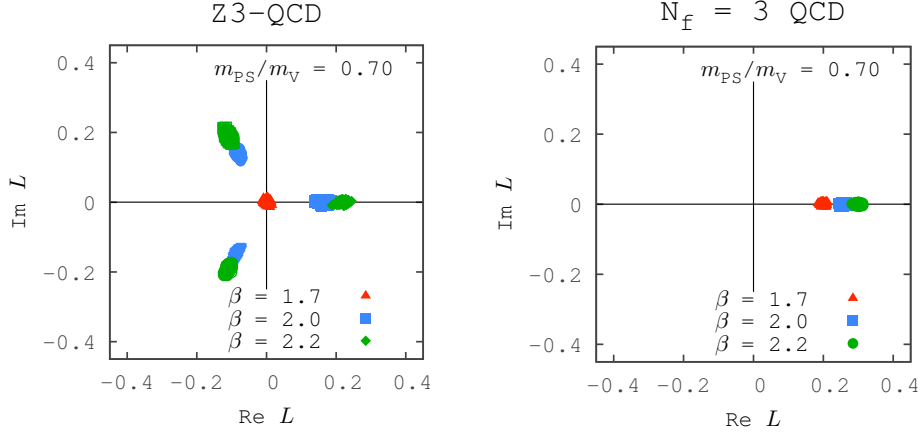 Z3-QCD
m_PS/m_V = 0.70
0.4
0.2
0
-0.2
-0.4
Im L
β = 1.7
β = 2.0
β = 2.2
-0.4 -0.2 0 0.2 0.4
Re L
N_f = 3 QCD
m_PS/m_V = 0.70
0.4
0.2
0
-0.2
-0.4
Im L
β = 1.7
β = 2.0
β = 2.2
-0.4 -0.2 0 0.2 0.4
Re L